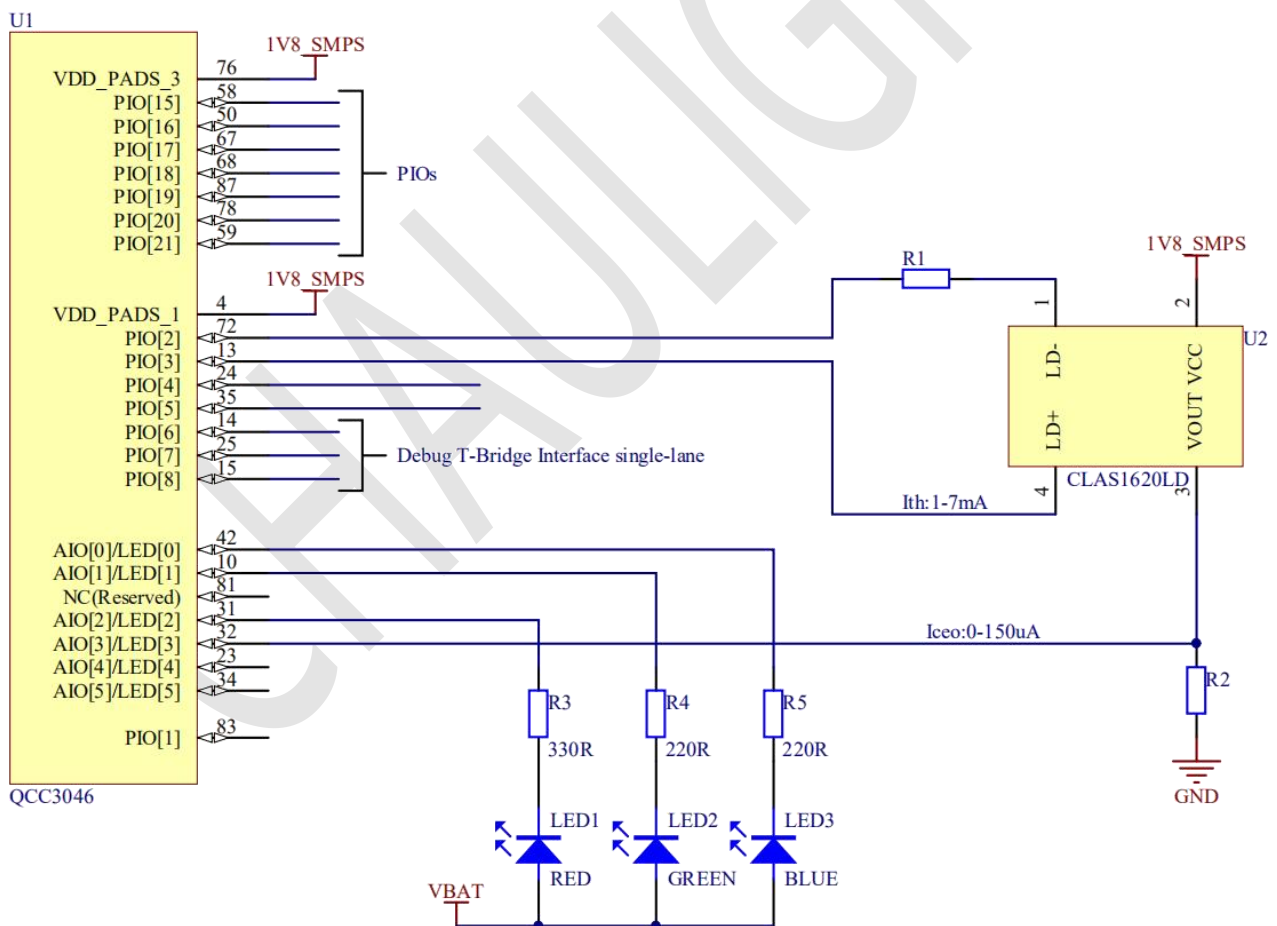 U1
1V8_SMPS
VDD_PADS_3 76
PIO[15] 58
PIO[16] 50
PIO[17] 67
PIO[18] 68
PIO[19] 87
PIO[20] 78
PIO[21] 59
PIOs
1V8_SMPS
VDD_PADS_1 4
PIO[2] 72
PIO[3] 13
PIO[4] 24
PIO[5] 35
PIO[6] 14
PIO[7] 25
PIO[8] 15
Debug T-Bridge Interface single-lane
AIO[0]/LED[0] 42
AIO[1]/LED[1] 10
NC(Reserved) 81
AIO[2]/LED[2] 31
AIO[3]/LED[3] 32
AIO[4]/LED[4] 23
AIO[5]/LED[5] 34
PIO[1] 83
QCC3046
R1
1V8_SMPS
1
2
U2
LD-
LD+
VOUT VCC
4
3
CLAS1620LD
Ith:1-7mA
Iceo:0-150uA
R2
GND
R3
330R
R4
220R
R5
220R
LED1
RED
LED2
GREEN
LED3
BLUE
VBAT
CHAULIG